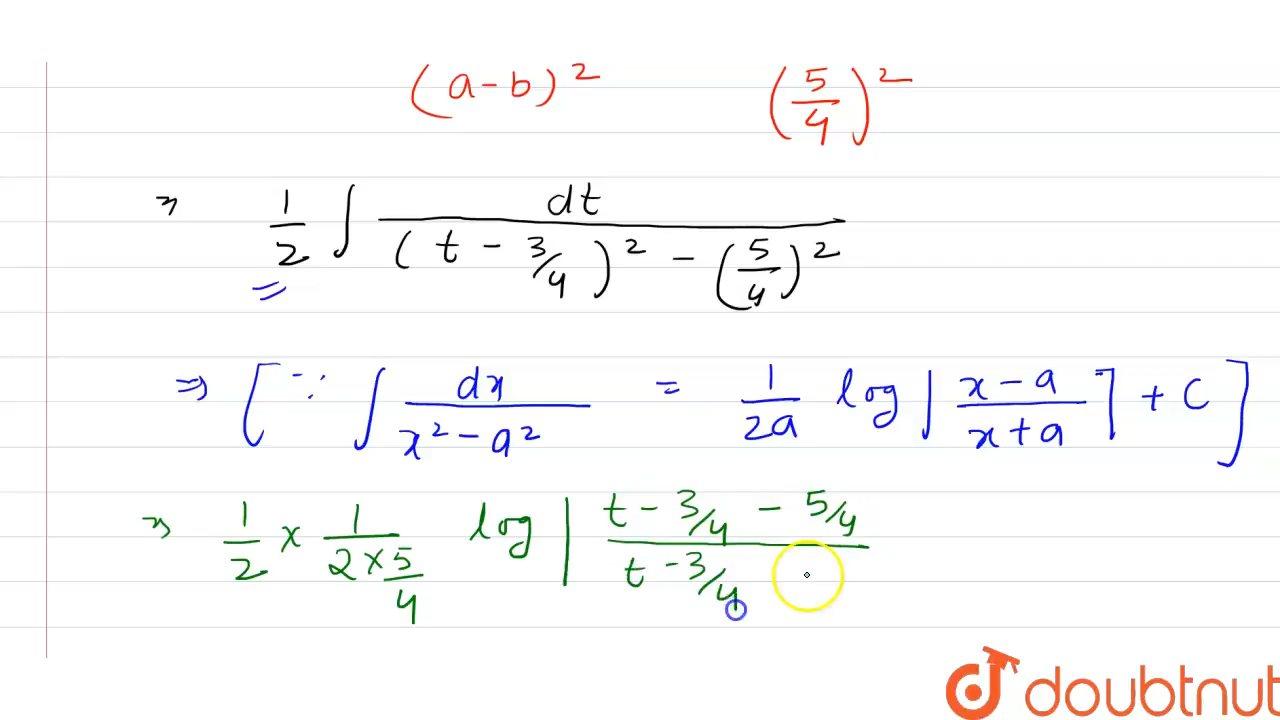 (a-b)² (5/4)²
⇒ 1/2 ∫ dt / ((t - 3/4)² - (5/4)²)
⇒ [∵ ∫ dx / (x² - a²) = 1/2a log |x-a / x+a| + C]
⇒ 1/2 × 1/(2×5/4) log | t - 3/4 - 5/4 / t - 3/4
doubtnut